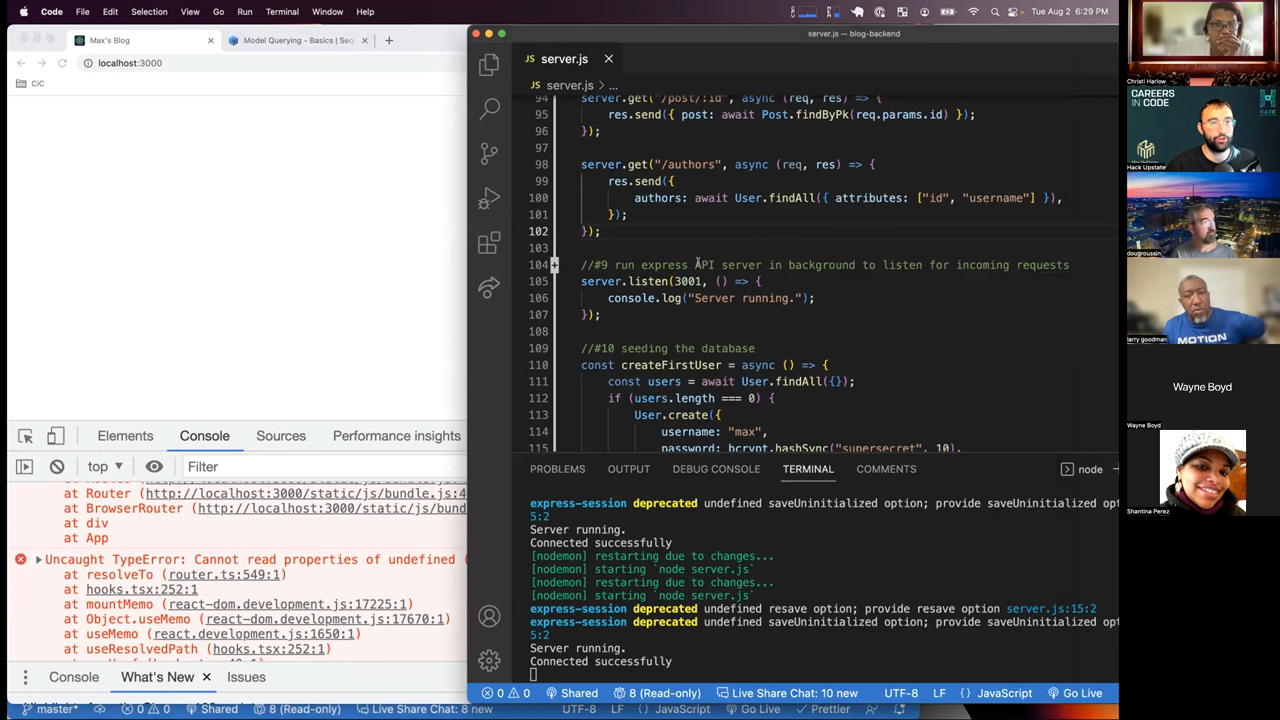 Code File Edit Selection View Go Run Terminal Window Help
Tue Aug 2 6:29 PM
Max's Blog
Model Querying - Basics | Seq
localhost:3000
CiC
server.js — blog-backend
JS server.js
JS server.js > ...
94 server.get("/post/:id", async (req, res) => {
95 res.send({ post: await Post.findByPk(req.params.id) });
96 });
97
98 server.get("/authors", async (req, res) => {
99 res.send({
100 authors: await User.findAll({ attributes: ["id", "username"] }),
101 });
102 });
103
104 //#9 run express API server in background to listen for incoming requests
105 server.listen(3001, () => {
106 console.log("Server running.");
107 });
108
109 //#10 seeding the database
110 const createFirstUser = async () => {
111 const users = await User.findAll({});
112 if (users.length === 0) {
113 User.create({
114 username: "max",
115 password: bcrypt.hashSync("supersecret", 10),
PROBLEMS OUTPUT DEBUG CONSOLE TERMINAL COMMENTS
node
express-session deprecated undefined saveUninitialized option; provide saveUninitialized opt
5:2
Server running.
Connected successfully
[nodemon] restarting due to changes...
[nodemon] starting `node server.js`
[nodemon] restarting due to changes...
[nodemon] starting `node server.js`
express-session deprecated undefined resave option; provide resave option server.js:15:2
express-session deprecated undefined saveUninitialized option; provide saveUninitialized opt
5:2
Server running.
Connected successfully
0 0 Shared 8 (Read-only) Live Share Chat: 10 new UTF-8 LF {} JavaScript Go Live
Elements Console Sources Performance insights
top Filter
at Router (http://localhost:3000/static/js/bundle.js:4
at BrowserRouter (http://localhost:3000/static/js/bund
at div
at App
Uncaught TypeError: Cannot read properties of undefined (
at resolveTo (router.ts:549:1)
at hooks.tsx:252:1
at mountMemo (react-dom.development.js:17225:1)
at Object.useMemo (react-dom.development.js:17670:1)
at useMemo (react.development.js:1650:1)
at useResolvedPath (hooks.tsx:252:1)
Console What's New Issues
master* 0 0 Shared 8 (Read-only) Live Share Chat: 8 new UTF-8 LF {} JavaScript Go Live Prettier
Christi Harlow
CAREERS
IN CODE
Hack Upstate
dougroussin
MOTION
larry goodman
Wayne Boyd
Wayne Boyd
Shantina Perez